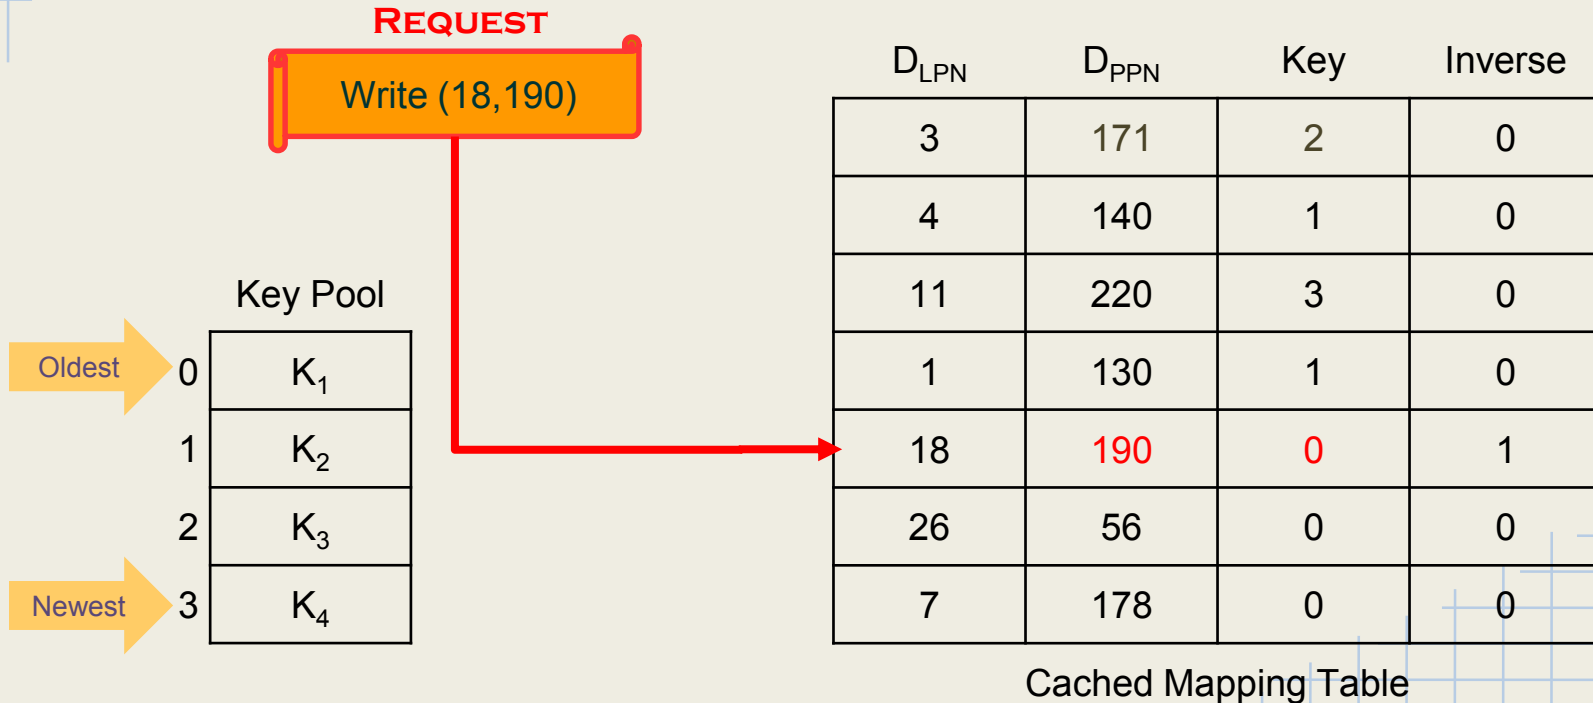 REQUEST
Write (18,190)
D_LPN D_PPN Key Inverse
3 171 2 0
4 140 1 0
11 220 3 0
1 130 1 0
18 190 0 1
26 56 0 0
7 178 0 0
Cached Mapping Table
Key Pool
Oldest 0 K₁
1 K₂
2 K₃
Newest 3 K₄